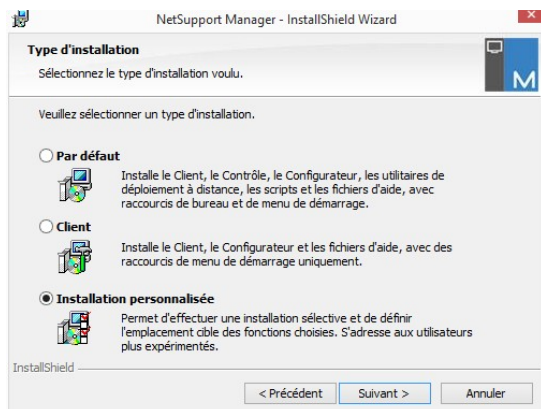 NetSupport Manager - InstallShield Wizard
Type d'installation
Sélectionnez le type d'installation voulu.
M
Veuillez sélectionner un type d'installation.
Par défaut
Installe le Client, le Contrôle, le Configurateur, les utilitaires de
déploiement à distance, les scripts et les fichiers d'aide, avec
raccourcis de bureau et de menu de démarrage.
Client
Installe le Client, le Configurateur et les fichiers d'aide, avec des
raccourcis de menu de démarrage uniquement.
Installation personnalisée
Permet d'effectuer une installation sélective et de définir
l'emplacement cible des fonctions choisies. S'adresse aux utilisateurs
plus expérimentés.
InstallShield
< Précédent Suivant > Annuler